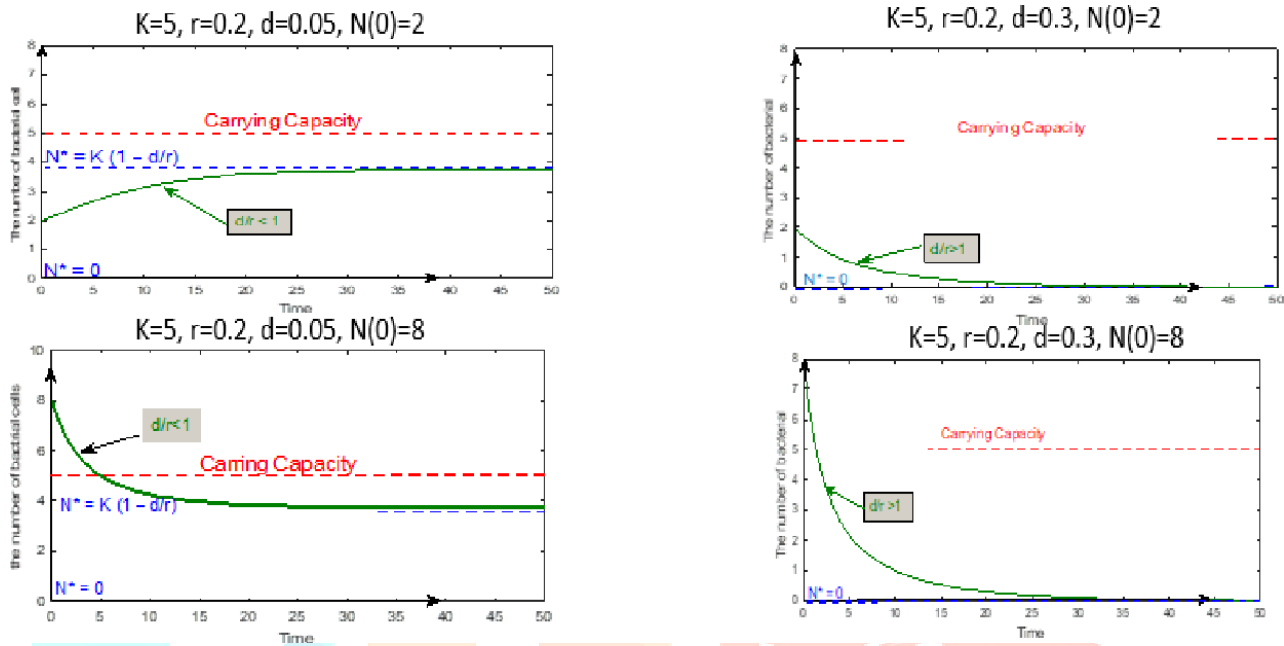 K=5, r=0.2, d=0.05, N(0)=2
8
7
6
5
4
3
2
1
0
The number of bacterial cell
Carrying Capacity
N* = K (1 – d/r)
d/r < 1
N* = 0
0 5 10 15 20 25 30 35 40 45 50
Time
K=5, r=0.2, d=0.3, N(0)=2
8
7
6
5
4
3
2
1
0
The number of bacterial
Carrying Capacity
d/r>1
N* = 0
0 5 10 15 20 25 30 35 40 45 50
Time
K=5, r=0.2, d=0.05, N(0)=8
10
8
6
4
2
0
the number of bactrial cells
d/r<1
Carring Capacity
N* = K (1 – d/r)
N* = 0
0 5 10 15 20 25 30 35 40 45 50
Time
K=5, r=0.2, d=0.3, N(0)=8
8
7
6
5
4
3
2
1
0
The number of bacterial
Carrying Capacity
d/r >1
N* = 0
0 5 10 15 20 25 30 35 40 45 50
Time